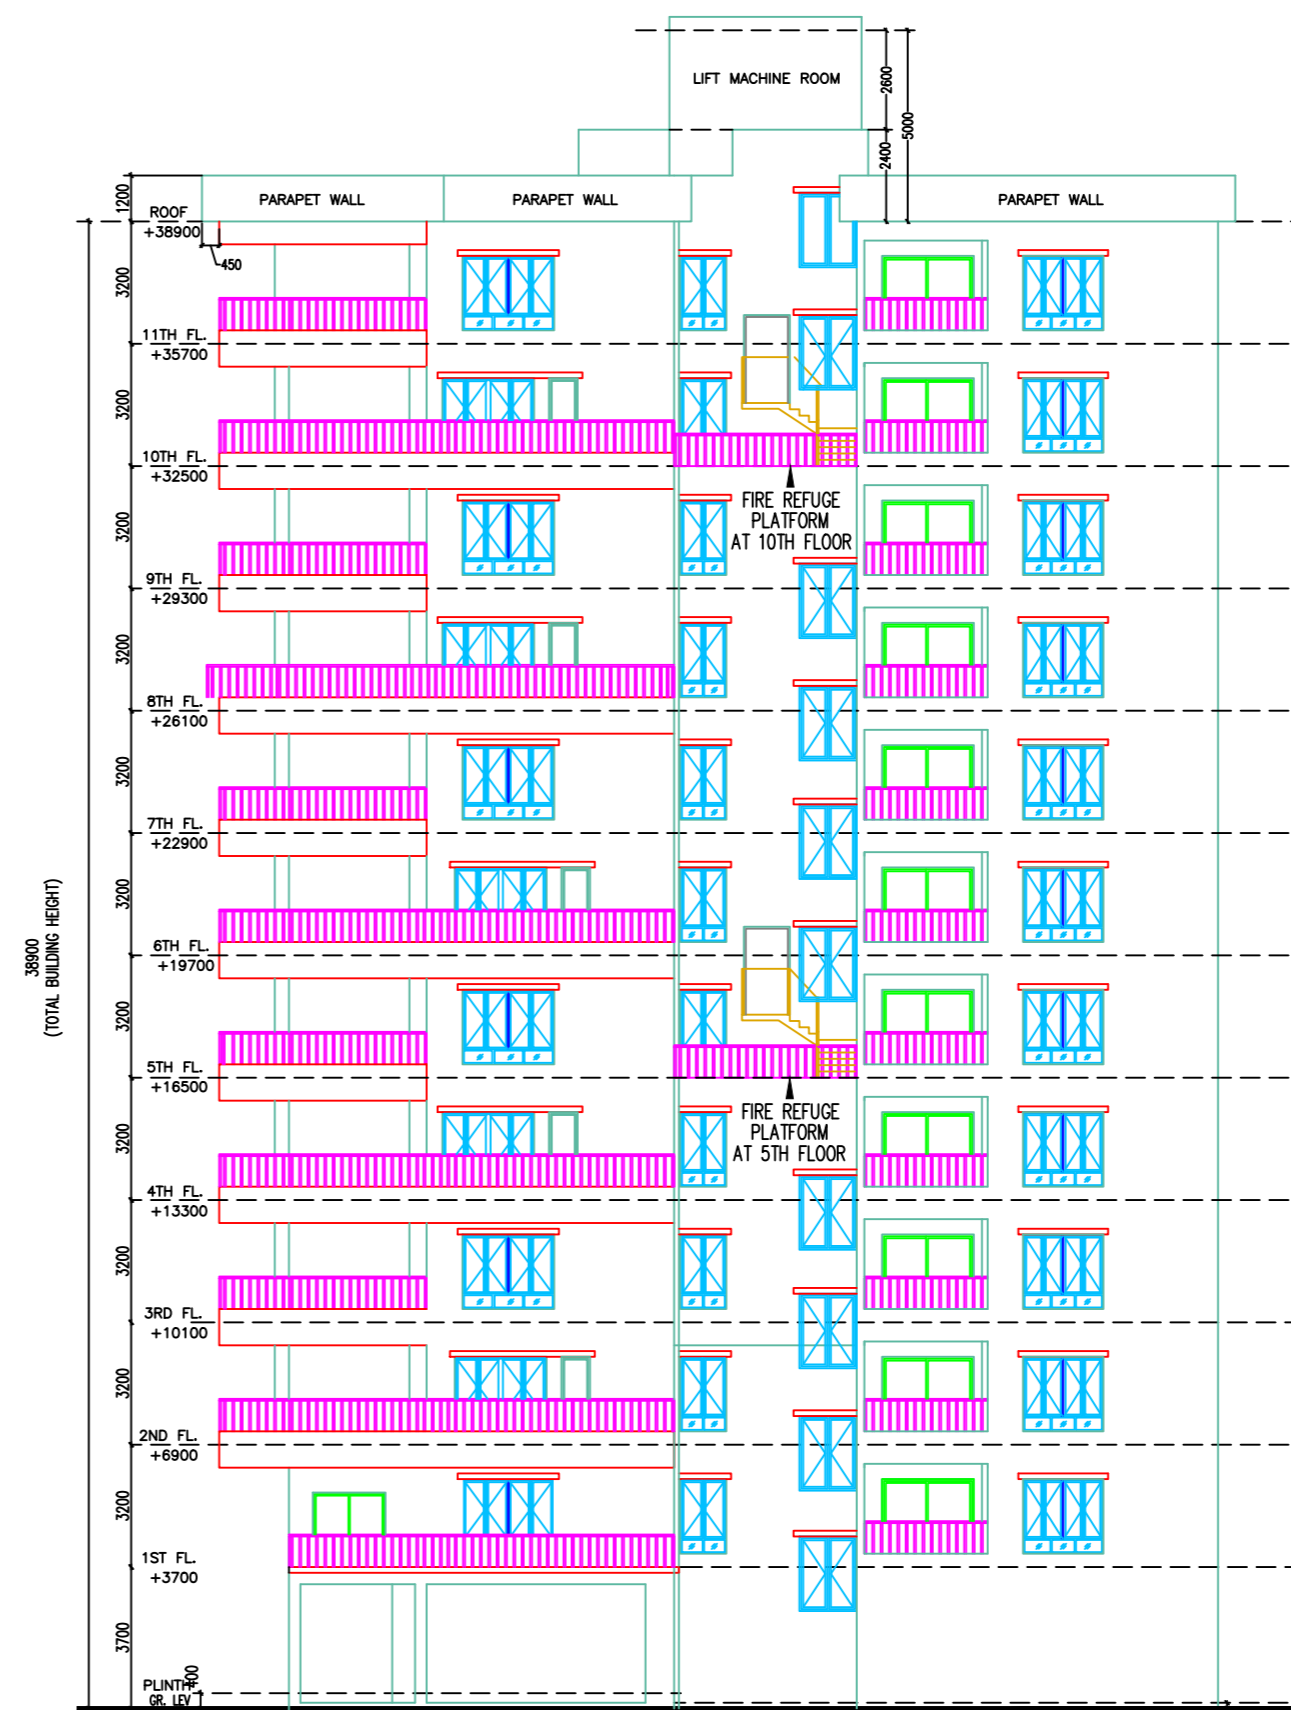 LIFT MACHINE ROOM
2600
5000
2400
1200
PARAPET WALL
PARAPET WALL
PARAPET WALL
ROOF
+38900
450
3200
11TH FL.
+35700
3200
10TH FL.
+32500
FIRE REFUGE
PLATFORM
AT 10TH FLOOR
3200
9TH FL.
+29300
3200
8TH FL.
+26100
3200
7TH FL.
+22900
3200
38900
(TOTAL BUILDING HEIGHT)
6TH FL.
+19700
3200
5TH FL.
+16500
FIRE REFUGE
PLATFORM
AT 5TH FLOOR
3200
4TH FL.
+13300
3200
3RD FL.
+10100
3200
2ND FL.
+6900
3200
1ST FL.
+3700
3700
PLINTH
GR. LEV